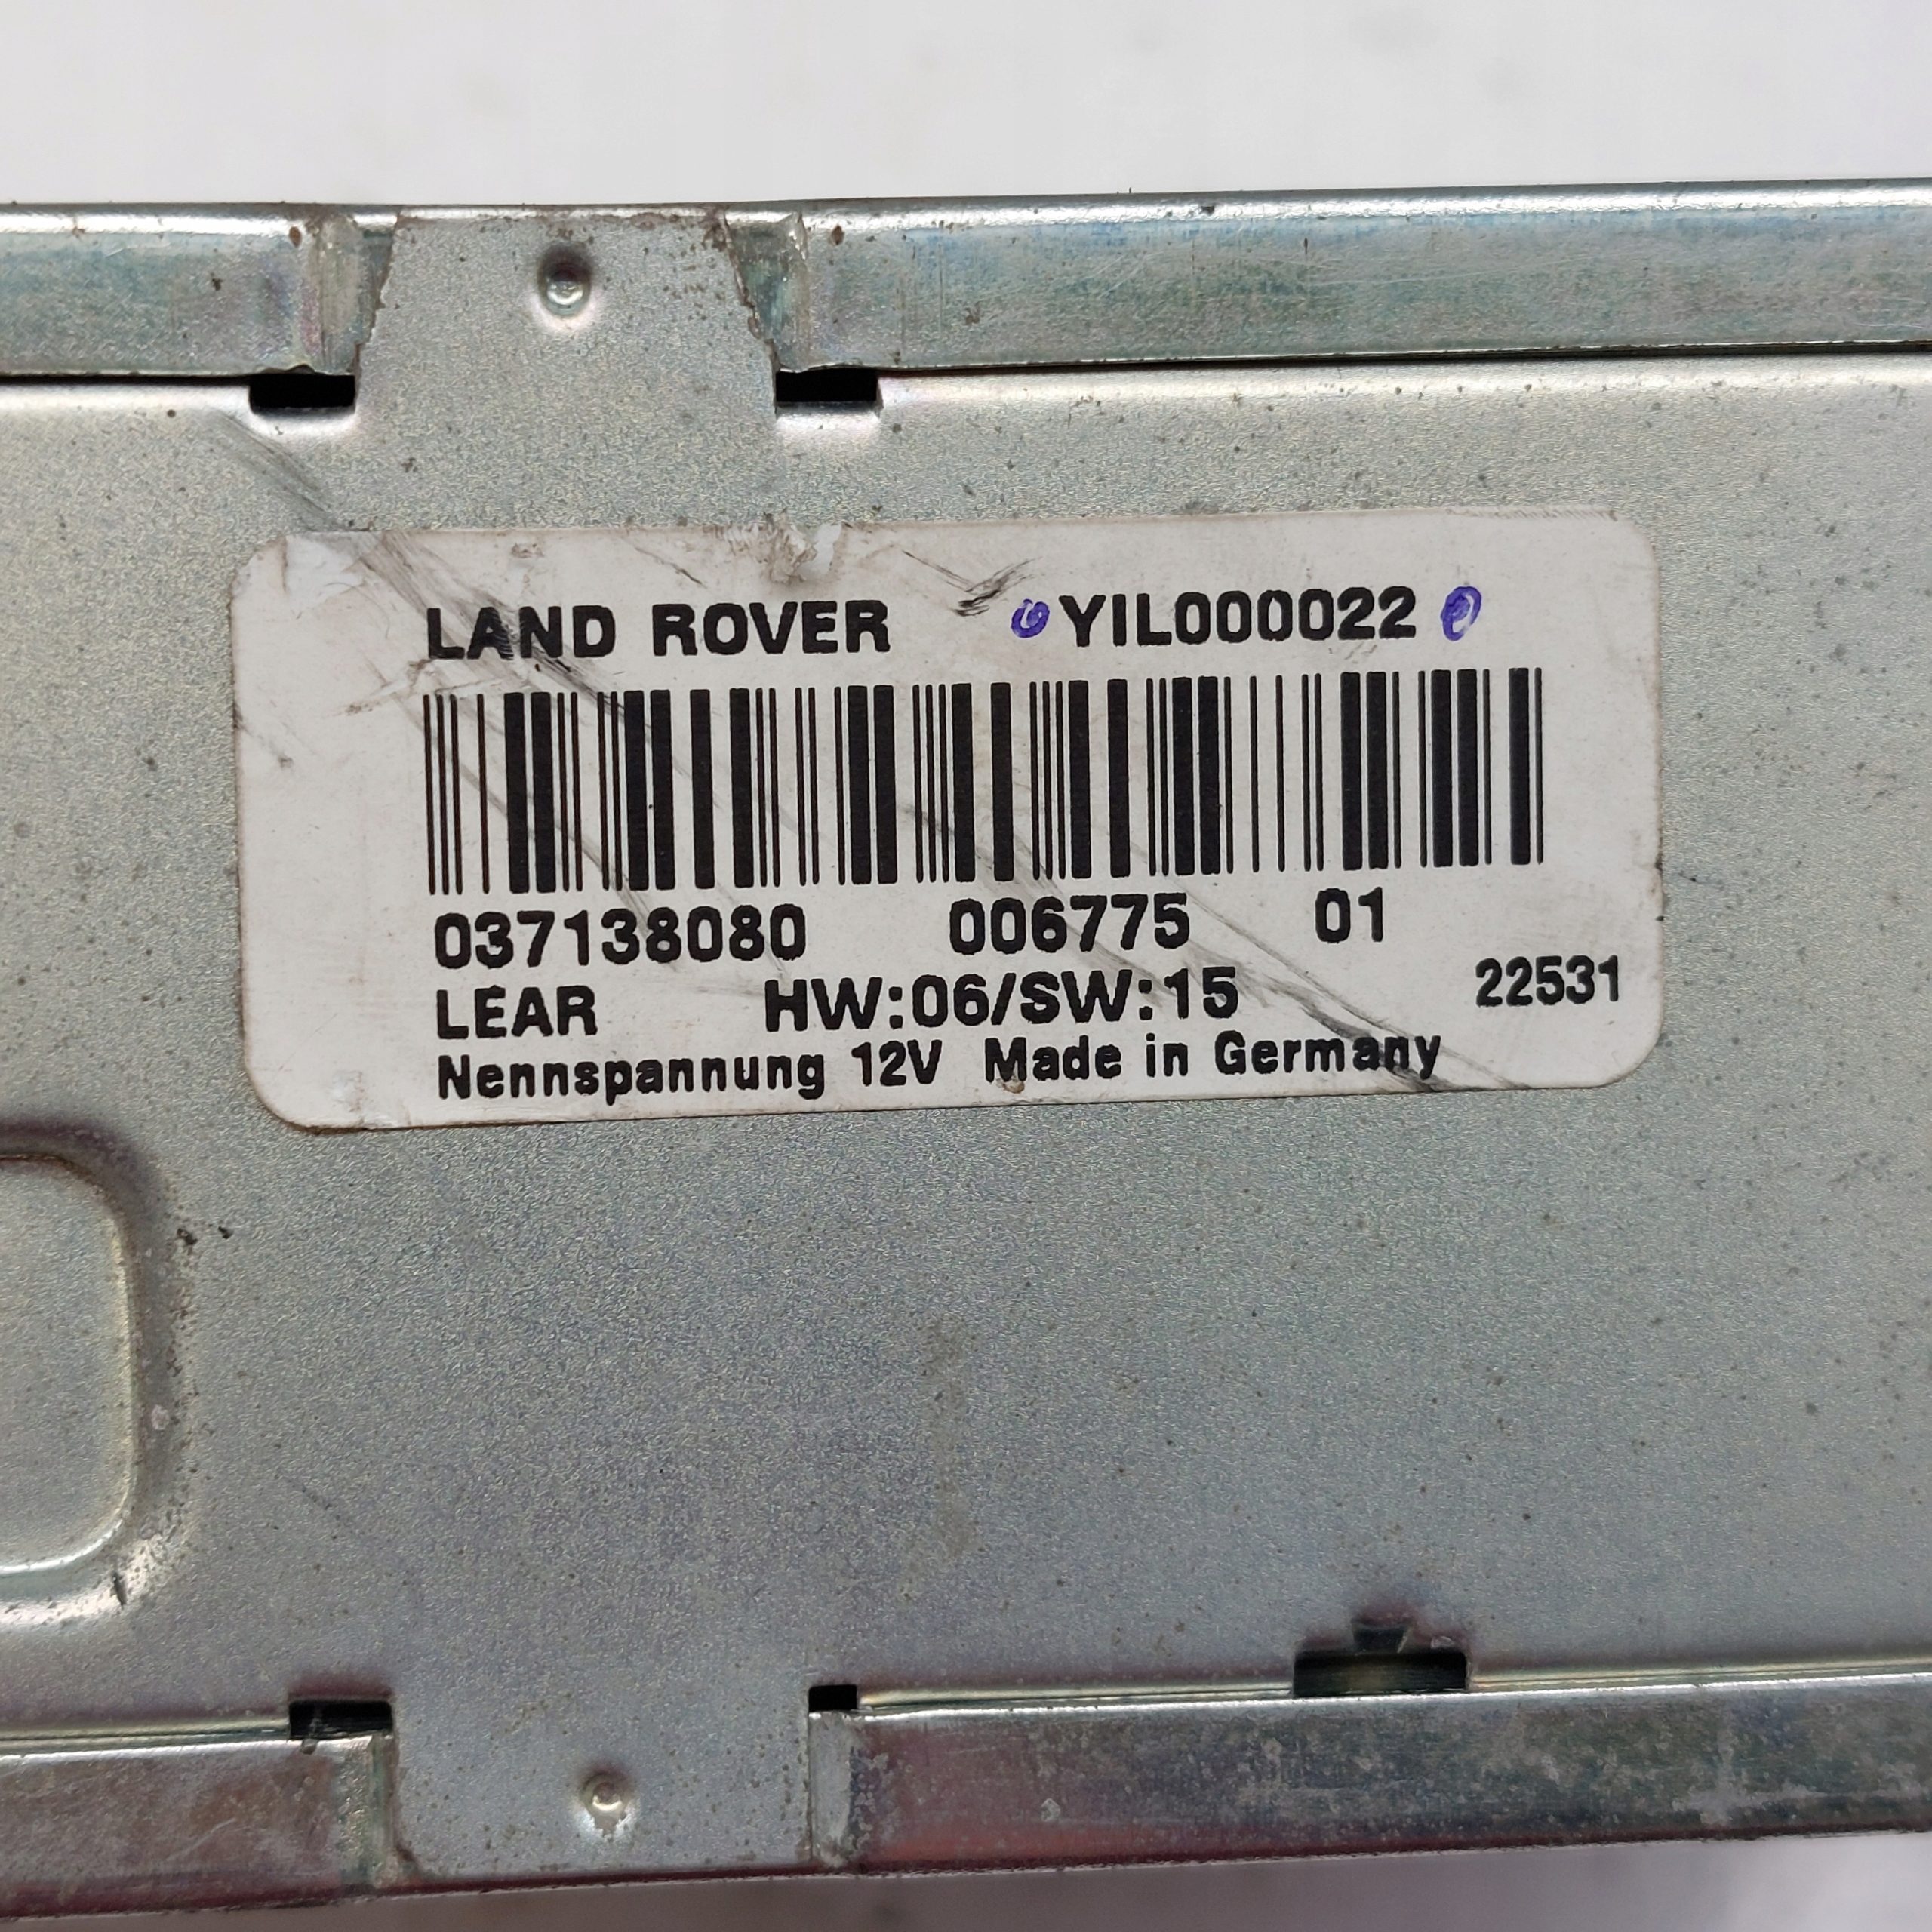 LAND ROVER YIL000022
037138080 006775 01
LEAR HW:06/SW:15 22531
Nennspannung 12V Made in Germany